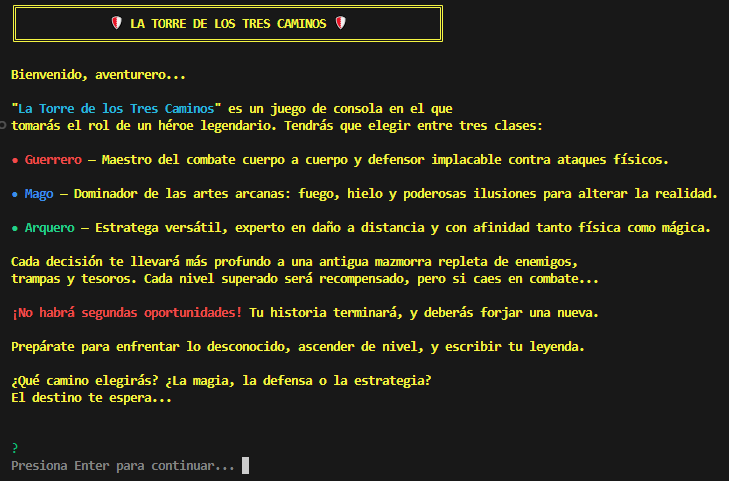 🛡️ LA TORRE DE LOS TRES CAMINOS 🛡️
Bienvenido, aventurero...
"La Torre de los Tres Caminos" es un juego de consola en el que
tomarás el rol de un héroe legendario. Tendrás que elegir entre tres clases:
• Guerrero — Maestro del combate cuerpo a cuerpo y defensor implacable contra ataques físicos.
• Mago — Dominador de las artes arcanas: fuego, hielo y poderosas ilusiones para alterar la realidad.
• Arquero — Estratega versátil, experto en daño a distancia y con afinidad tanto física como mágica.
Cada decisión te llevará más profundo a una antigua mazmorra repleta de enemigos,
trampas y tesoros. Cada nivel superado será recompensado, pero si caes en combate...
¡No habrá segundas oportunidades! Tu historia terminará, y deberás forjar una nueva.
Prepárate para enfrentar lo desconocido, ascender de nivel, y escribir tu leyenda.
¿Qué camino elegirás? ¿La magia, la defensa o la estrategia?
El destino te espera...
?
Presiona Enter para continuar...